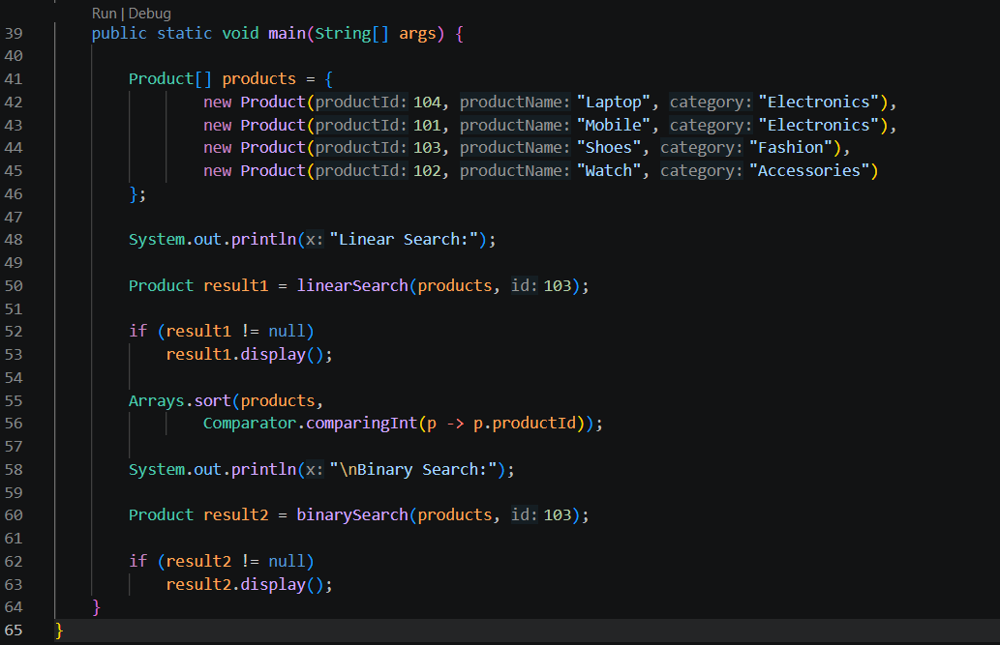 Run | Debug
39 public static void main(String[] args) {
40
41 Product[] products = {
42 new Product(productId: 104, productName: "Laptop", category: "Electronics"),
43 new Product(productId: 101, productName: "Mobile", category: "Electronics"),
44 new Product(productId: 103, productName: "Shoes", category: "Fashion"),
45 new Product(productId: 102, productName: "Watch", category: "Accessories")
46 };
47
48 System.out.println(x: "Linear Search:");
49
50 Product result1 = linearSearch(products, id: 103);
51
52 if (result1 != null)
53 result1.display();
54
55 Arrays.sort(products,
56 Comparator.comparingInt(p -> p.productId));
57
58 System.out.println(x: "\nBinary Search:");
59
60 Product result2 = binarySearch(products, id: 103);
61
62 if (result2 != null)
63 result2.display();
64 }
65 }